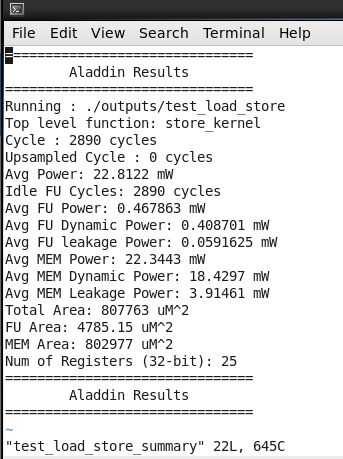 File Edit View Search Terminal Help
===============================
Aladdin Results
===============================
Running : ./outputs/test_load_store
Top level function: store_kernel
Cycle : 2890 cycles
Upsampled Cycle : 0 cycles
Avg Power: 22.8122 mW
Idle FU Cycles: 2890 cycles
Avg FU Power: 0.467863 mW
Avg FU Dynamic Power: 0.408701 mW
Avg FU leakage Power: 0.0591625 mW
Avg MEM Power: 22.3443 mW
Avg MEM Dynamic Power: 18.4297 mW
Avg MEM Leakage Power: 3.91461 mW
Total Area: 807763 uM^2
FU Area: 4785.15 uM^2
MEM Area: 802977 uM^2
Num of Registers (32-bit): 25
===============================
Aladdin Results
===============================
~
"test_load_store_summary" 22L, 645C